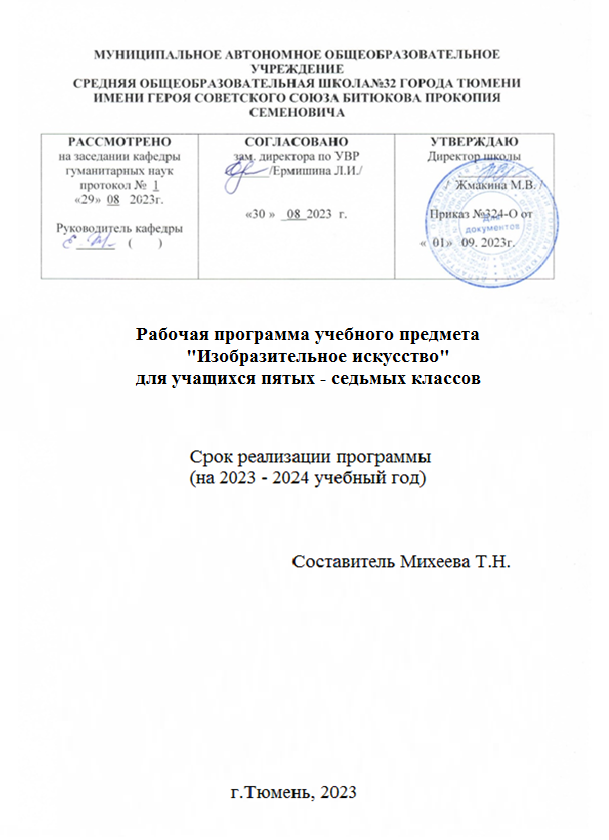 МУНИЦИПАЛЬНОЕ АВТОНОМНОЕ ОБЩЕОБРАЗОВАТЕЛЬНОЕ
УЧРЕЖДЕНИЕ
СРЕДНЯЯ ОБЩЕОБРАЗОВАТЕЛЬНАЯ ШКОЛА№32 ГОРОДА ТЮМЕНИ
ИМЕНИ ГЕРОЯ СОВЕТСКОГО СОЮЗА БИТЮКОВА ПРОКОПИЯ
СЕМЕНОВИЧА
РАССМОТРЕНО
на заседании кафедры
гуманитарных наук
протокол № 1
«29» 08 2023г.
Руководитель кафедры
( )
СОГЛАСОВАНО
зам. директора по УВР
/Ермишина Л.И./
«30 » 08 2023 г.
УТВЕРЖДАЮ
Директор школы
Жмакина М.В. /
Приказ №324-О от
« 01» 09. 2023г.
Для
документов
Рабочая программа учебного предмета
"Изобразительное искусство"
для учащихся пятых - седьмых классов
Срок реализации программы
(на 2023 - 2024 учебный год)
Составитель Михеева Т.Н.
г.Тюмень, 2023